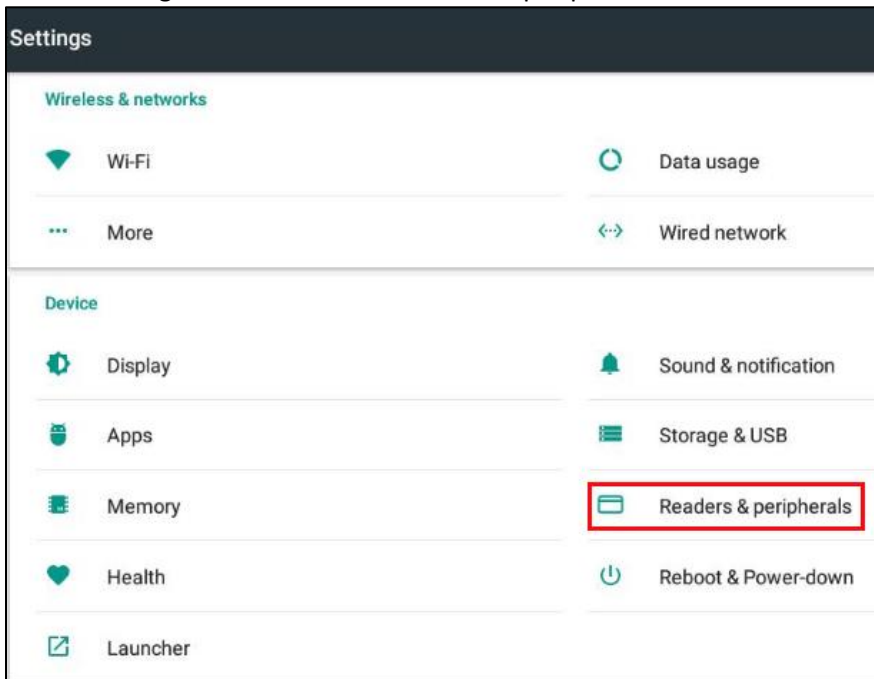 Settings
Wireless & networks
Wi-Fi
Data usage
More
Wired network
Device
Display
Sound & notification
Apps
Storage & USB
Memory
Readers & peripherals
Health
Reboot & Power-down
Launcher